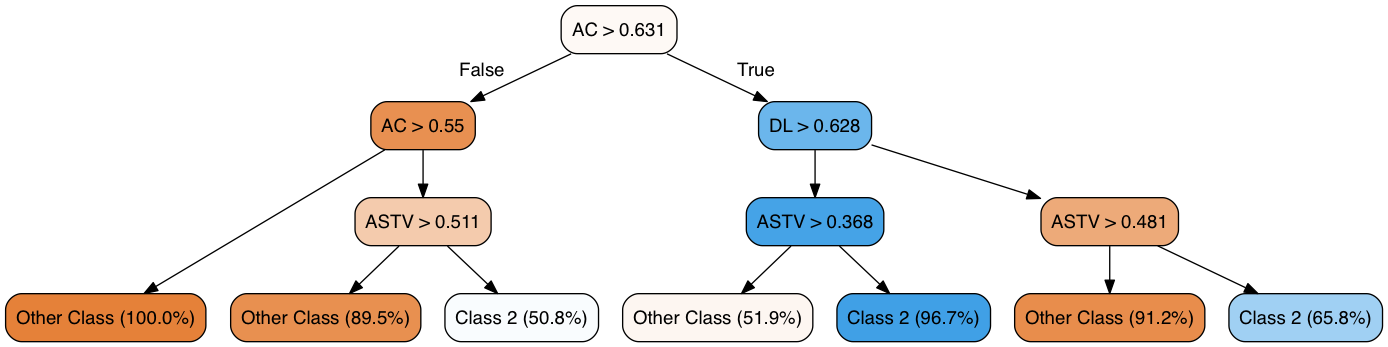 AC > 0.631
False
True
AC > 0.55
DL > 0.628
ASTV > 0.511
ASTV > 0.368
ASTV > 0.481
Other Class (100.0%)
Other Class (89.5%)
Class 2 (50.8%)
Other Class (51.9%)
Class 2 (96.7%)
Other Class (91.2%)
Class 2 (65.8%)